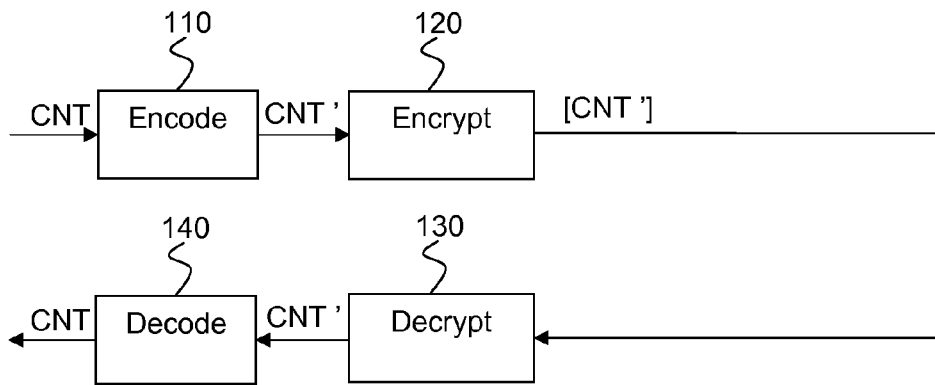 110
120
CNT
Encode
CNT '
Encrypt
[CNT ']
140
130
CNT
Decode
CNT '
Decrypt